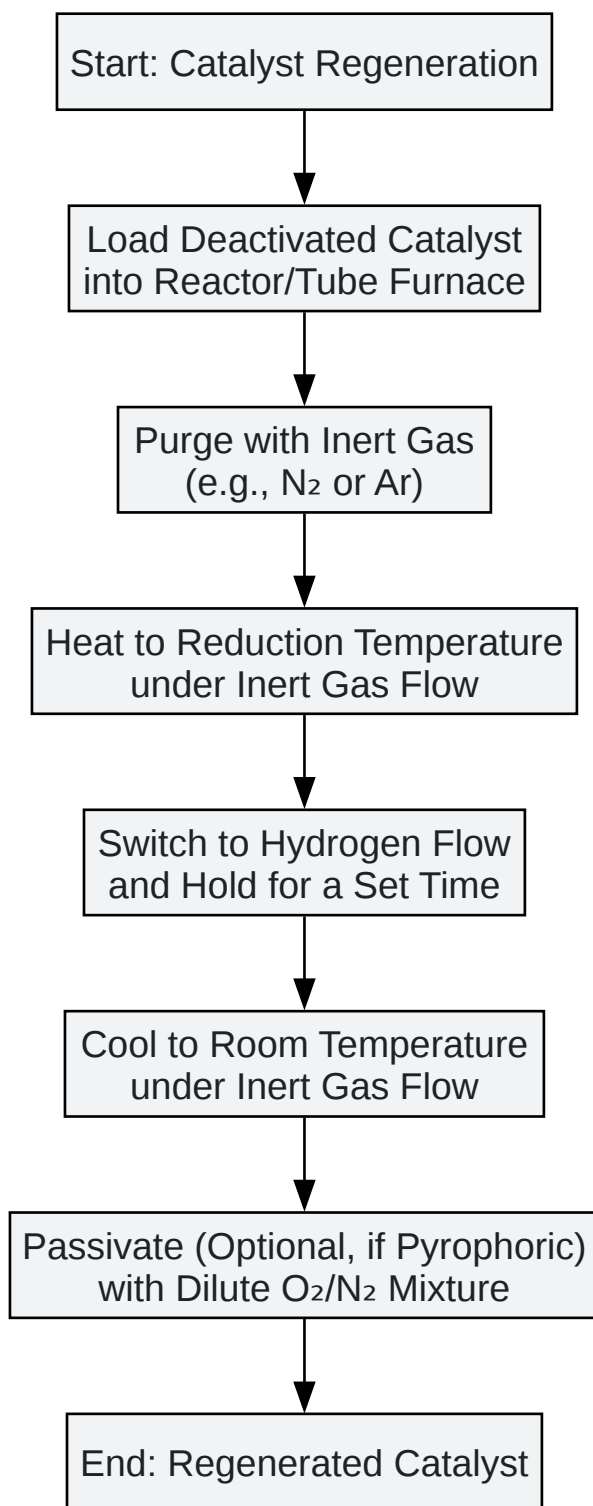 Start: Catalyst Regeneration
Load Deactivated Catalyst
into Reactor/Tube Furnace
Purge with Inert Gas
(e.g., N₂ or Ar)
Heat to Reduction Temperature
under Inert Gas Flow
Switch to Hydrogen Flow
and Hold for a Set Time
Cool to Room Temperature
under Inert Gas Flow
Passivate (Optional, if Pyrophoric)
with Dilute O₂/N₂ Mixture
End: Regenerated Catalyst